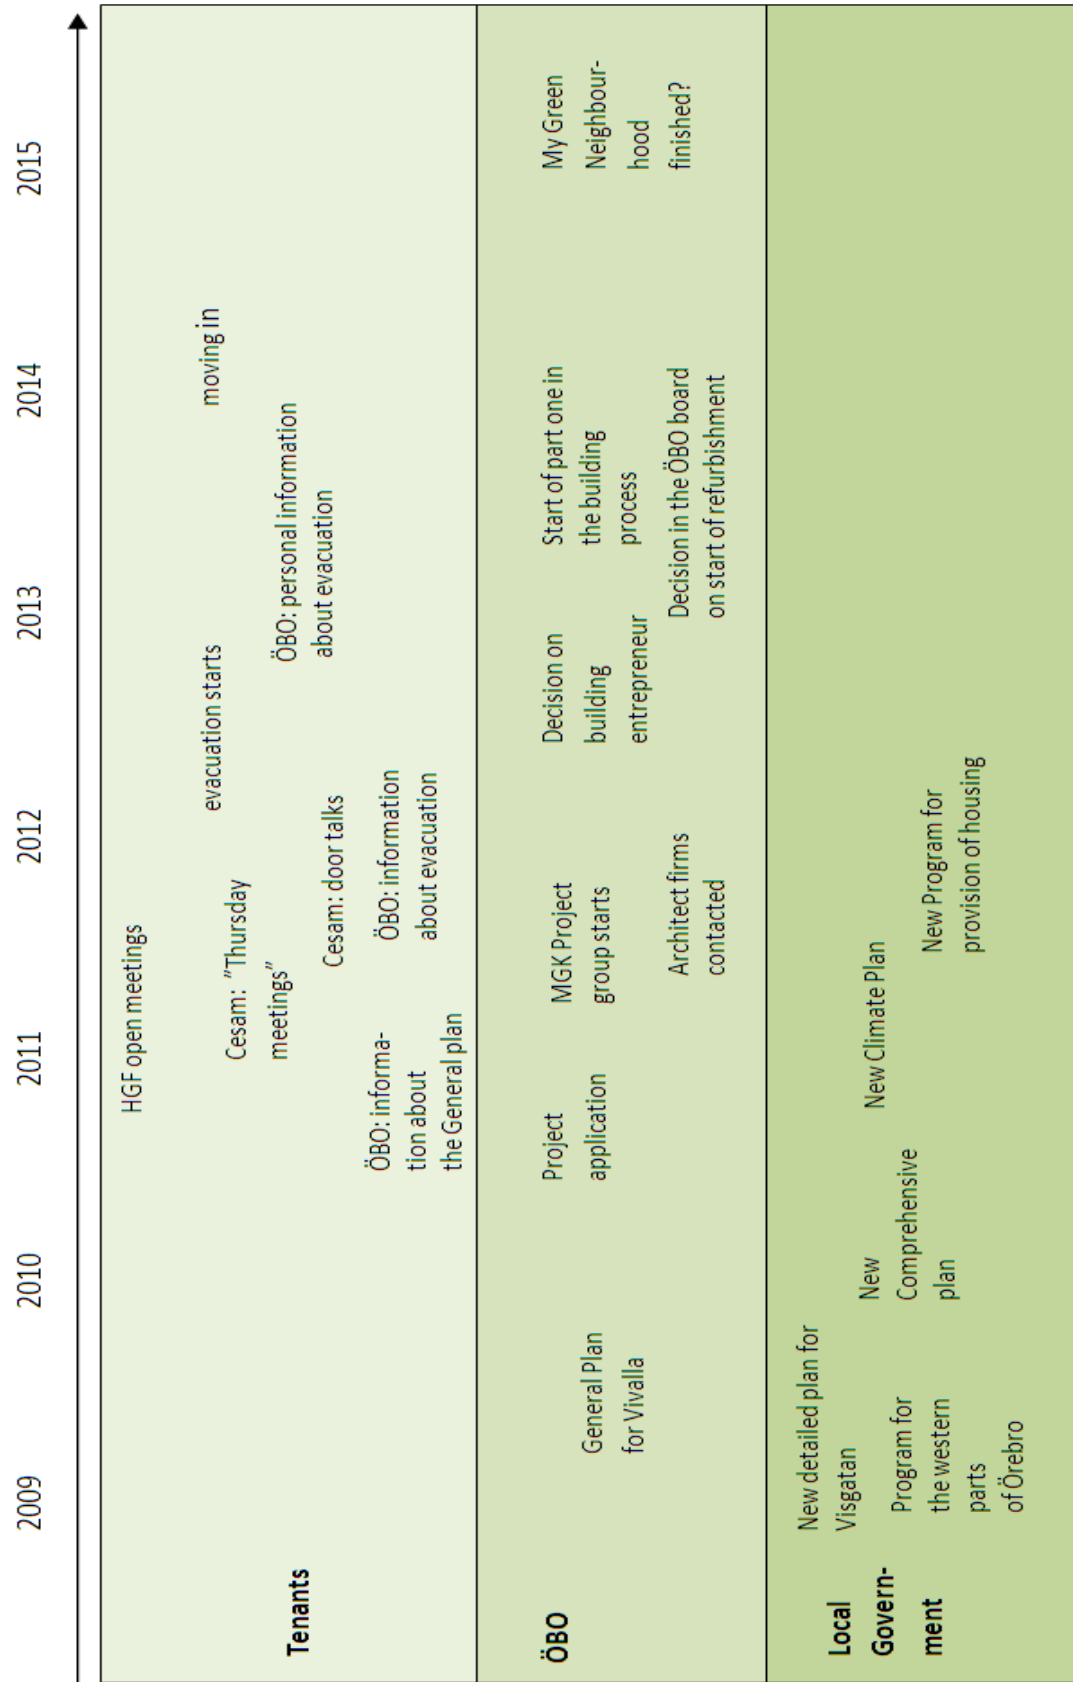 2009
2010
2011
2012
2013
2014
2015
Tenants
HGF open meetings
evacuation starts
moving in
Cesam: ”Thursday
meetings”
ÖBO: personal information
about evacuation
Cesam: door talks
ÖBO: informa-
tion about
the General plan
ÖBO: information
about evacuation
ÖBO
General Plan
for Vivalla
Project
application
MGK Project
group starts
Decision on
building
entrepreneur
Start of part one in
the building
process
My Green
Neighbour-
hood
finished?
Architect firms
contacted
Decision in the ÖBO board
on start of refurbishment
Local
Govern-
ment
New detailed plan for
Visgatan
Program for
the western
parts
of Örebro
New
Comprehensive
plan
New Climate Plan
New Program for
provision of housing